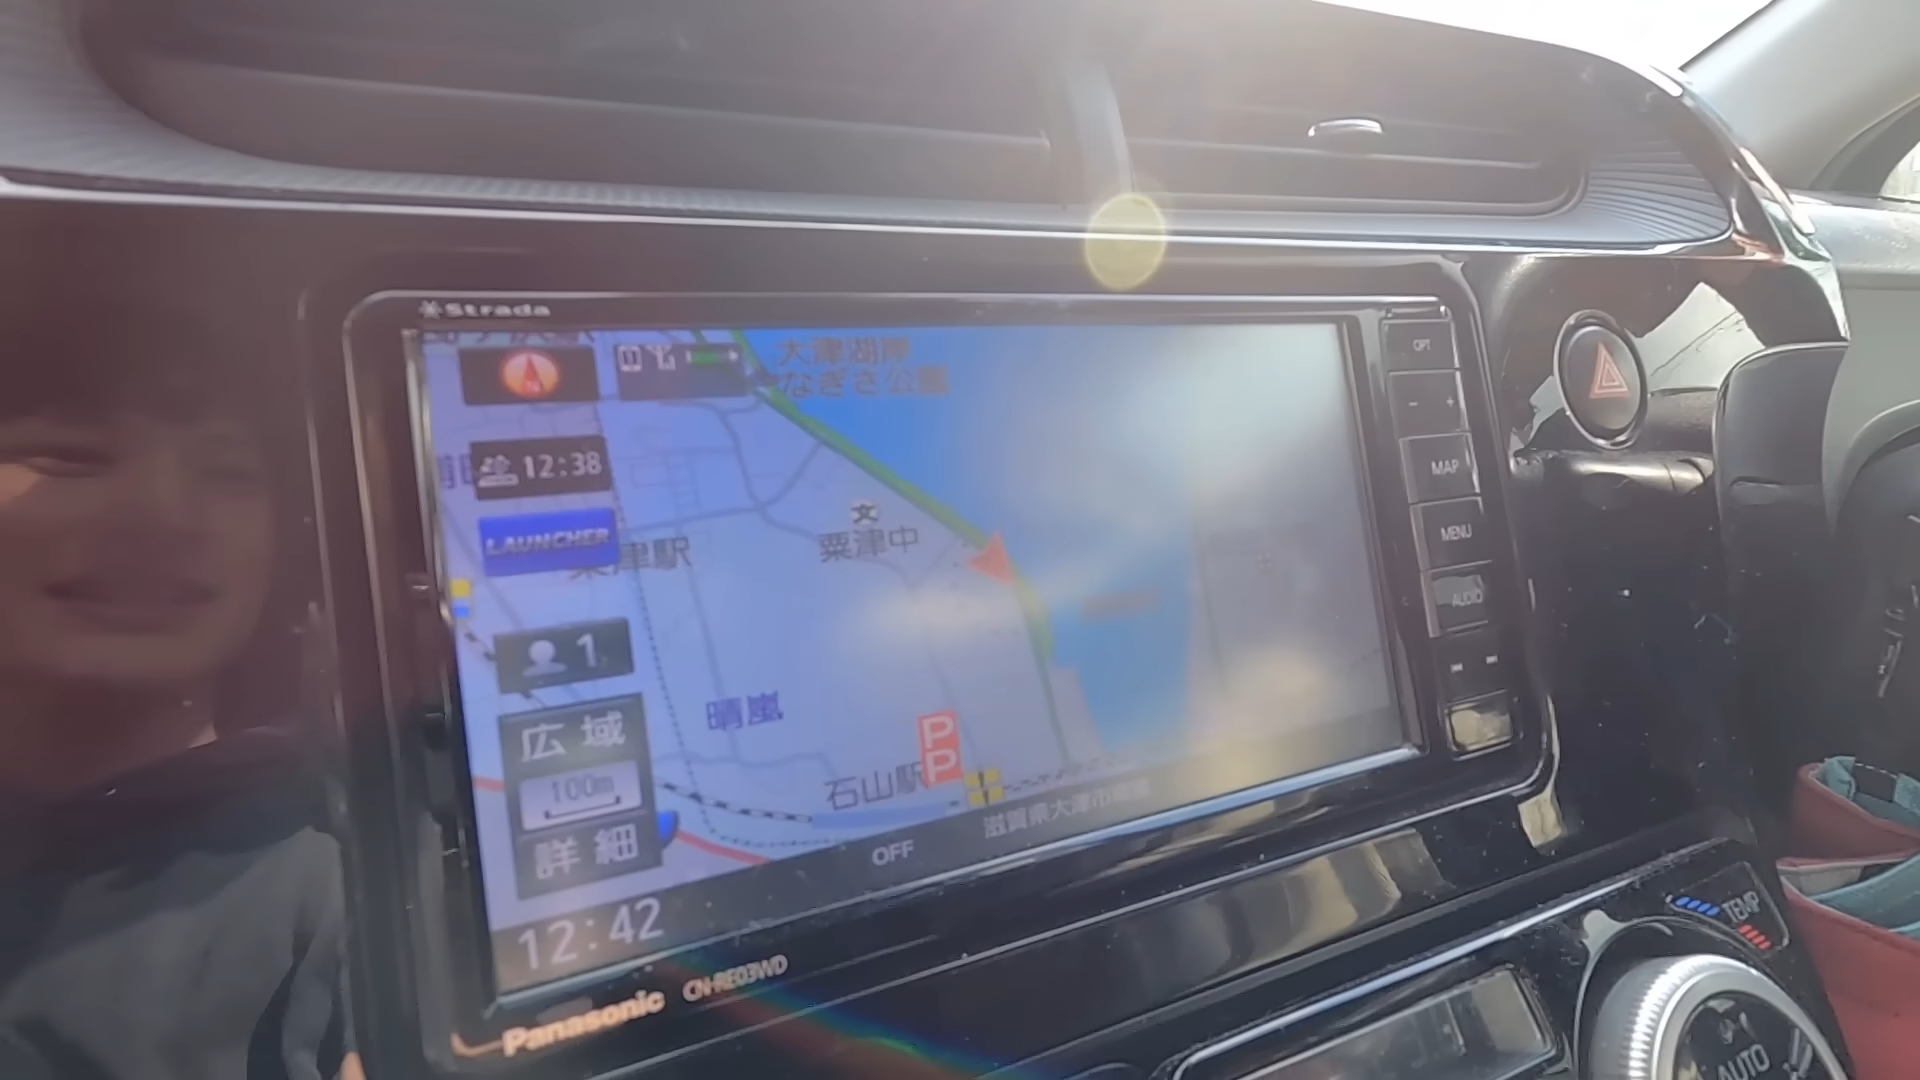 Strada
大津湖岸
なぎさ公園
OPT
- +
12:38
MAP
LAUNCHER
津駅
文
粟津中
MENU
AUDIO
1
晴嵐
広域
100m
詳細
P
P
石山駅
滋賀県大津市
OFF
12:42
Panasonic CN-RE03WD
TEMP
AUTO